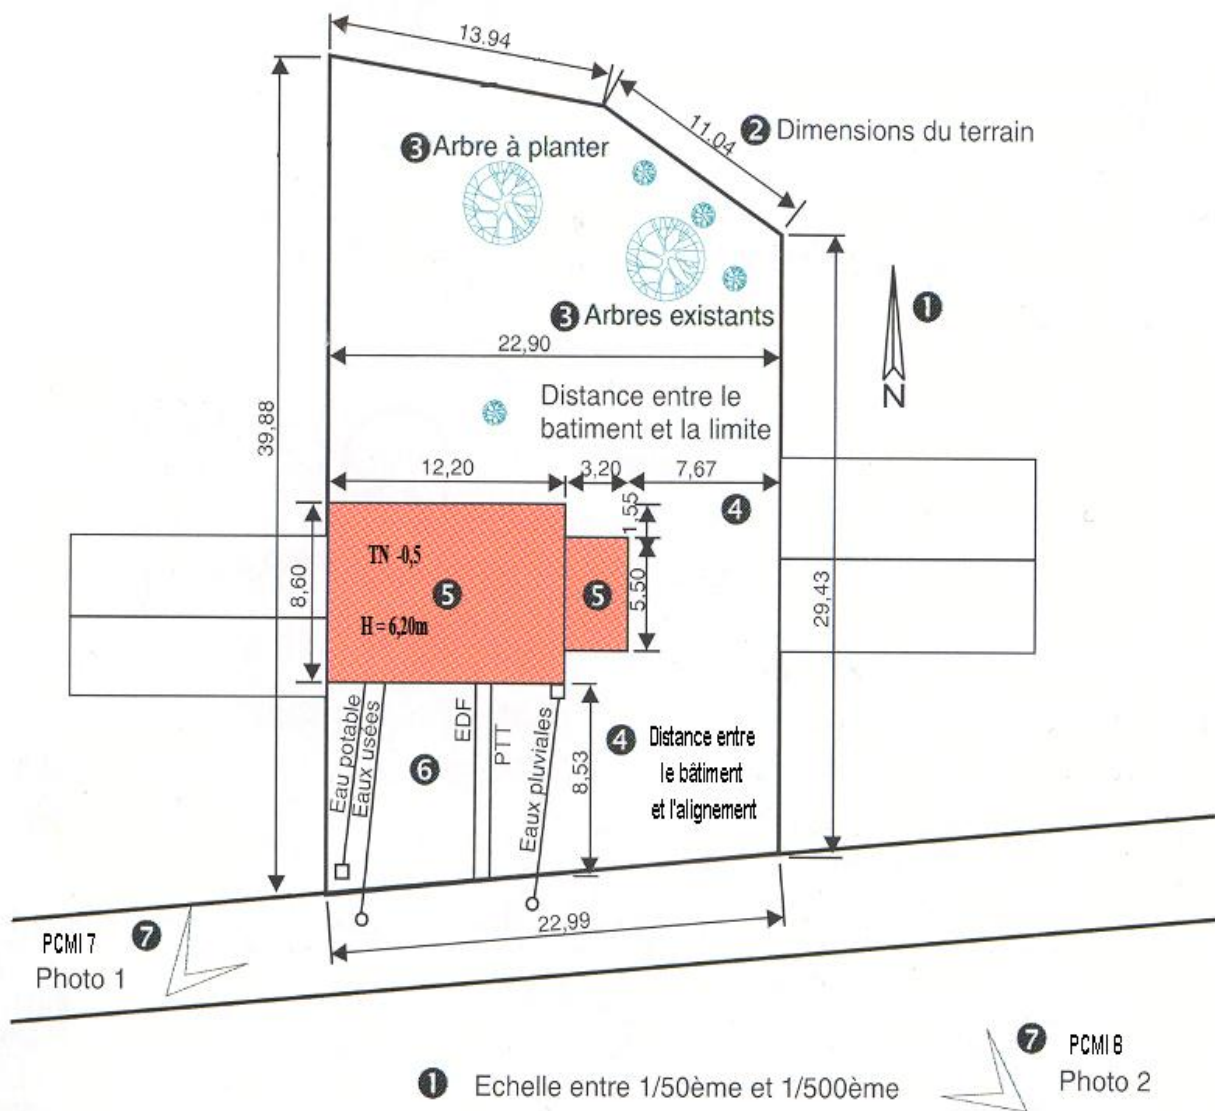 13.94
11.04
❷ Dimensions du terrain
❸ Arbre à planter
❸ Arbres existants
❶
N
22,90
39,88
Distance entre le
batiment et la limite
12,20
3,20
7,67
1,55
❹
TN -0,5
❺
❺
5.50
8,60
H = 6,20m
29,43
Eau potable
Eaux usées
EDF
PTT
Eaux pluviales
❻
8,53
❹ Distance entre
le bâtiment
et l'alignement
22,99
PCMI 7 ❼
Photo 1
❼ PCMI 8
Photo 2
❶ Echelle entre 1/50ème et 1/500ème